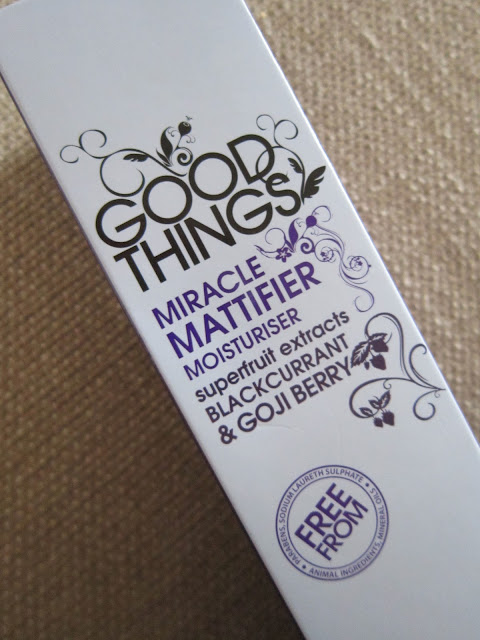 GOOD
THINGS
MIRACLE
MATTIFIER
MOISTURISER
superfruit extracts
BLACKCURRANT
& GOJI BERRY
FREE
FROM
• PARABENS, SODIUM LAURETH SULPHATE • ANIMAL INGREDIENTS, MINERAL OILS